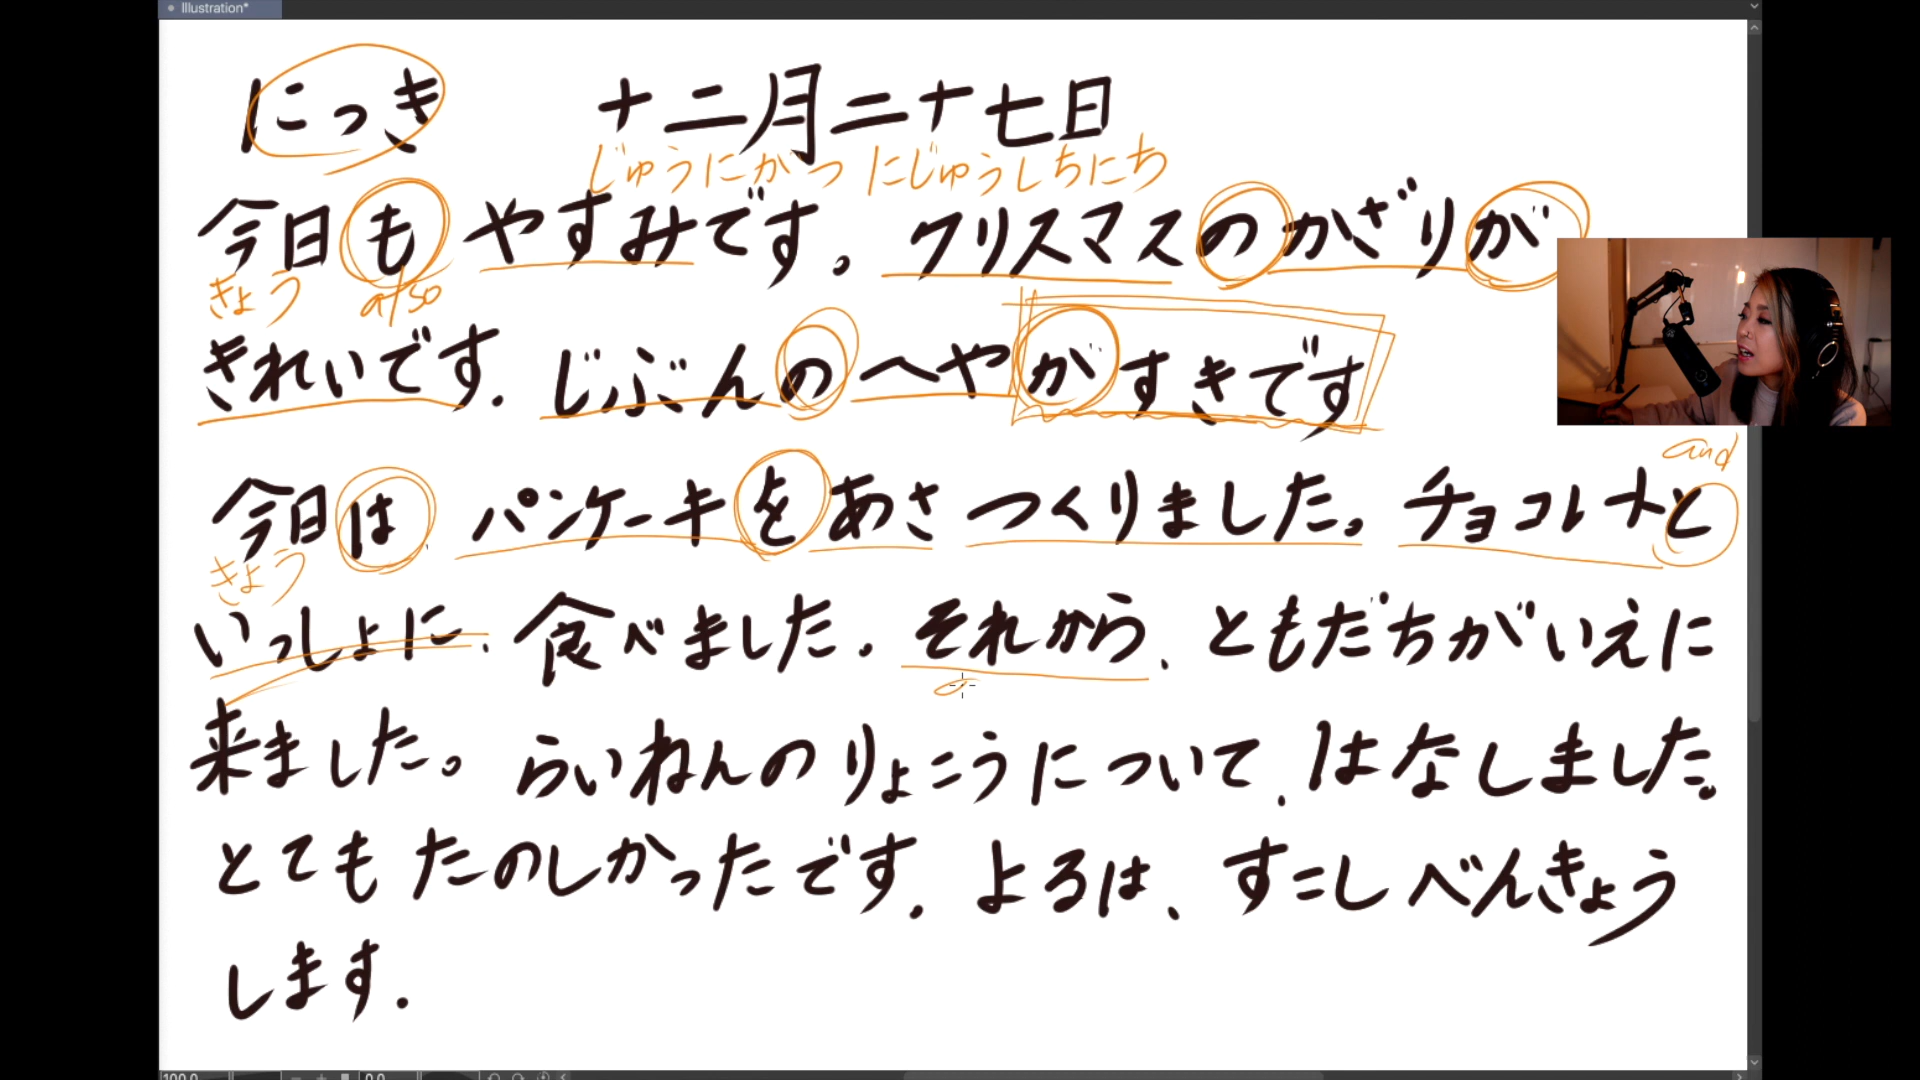 Illustration*
にっき 十二月二十七日
じゅうにがつ にじゅうしちにち
今日も やすみです。クリスマスのかざりが
きょう also
きれいです. じぶんのへやがすきです
and
今日は パンケーキをあさ つくりました。チョコレートと
きょう
いっしょに、食べました。それから、ともだちがいえに
来ました。らいねんのりょこうについて、はなしました。
とても たのしかったです. よるは、すこし べんきょう
します.
100.0 0.0